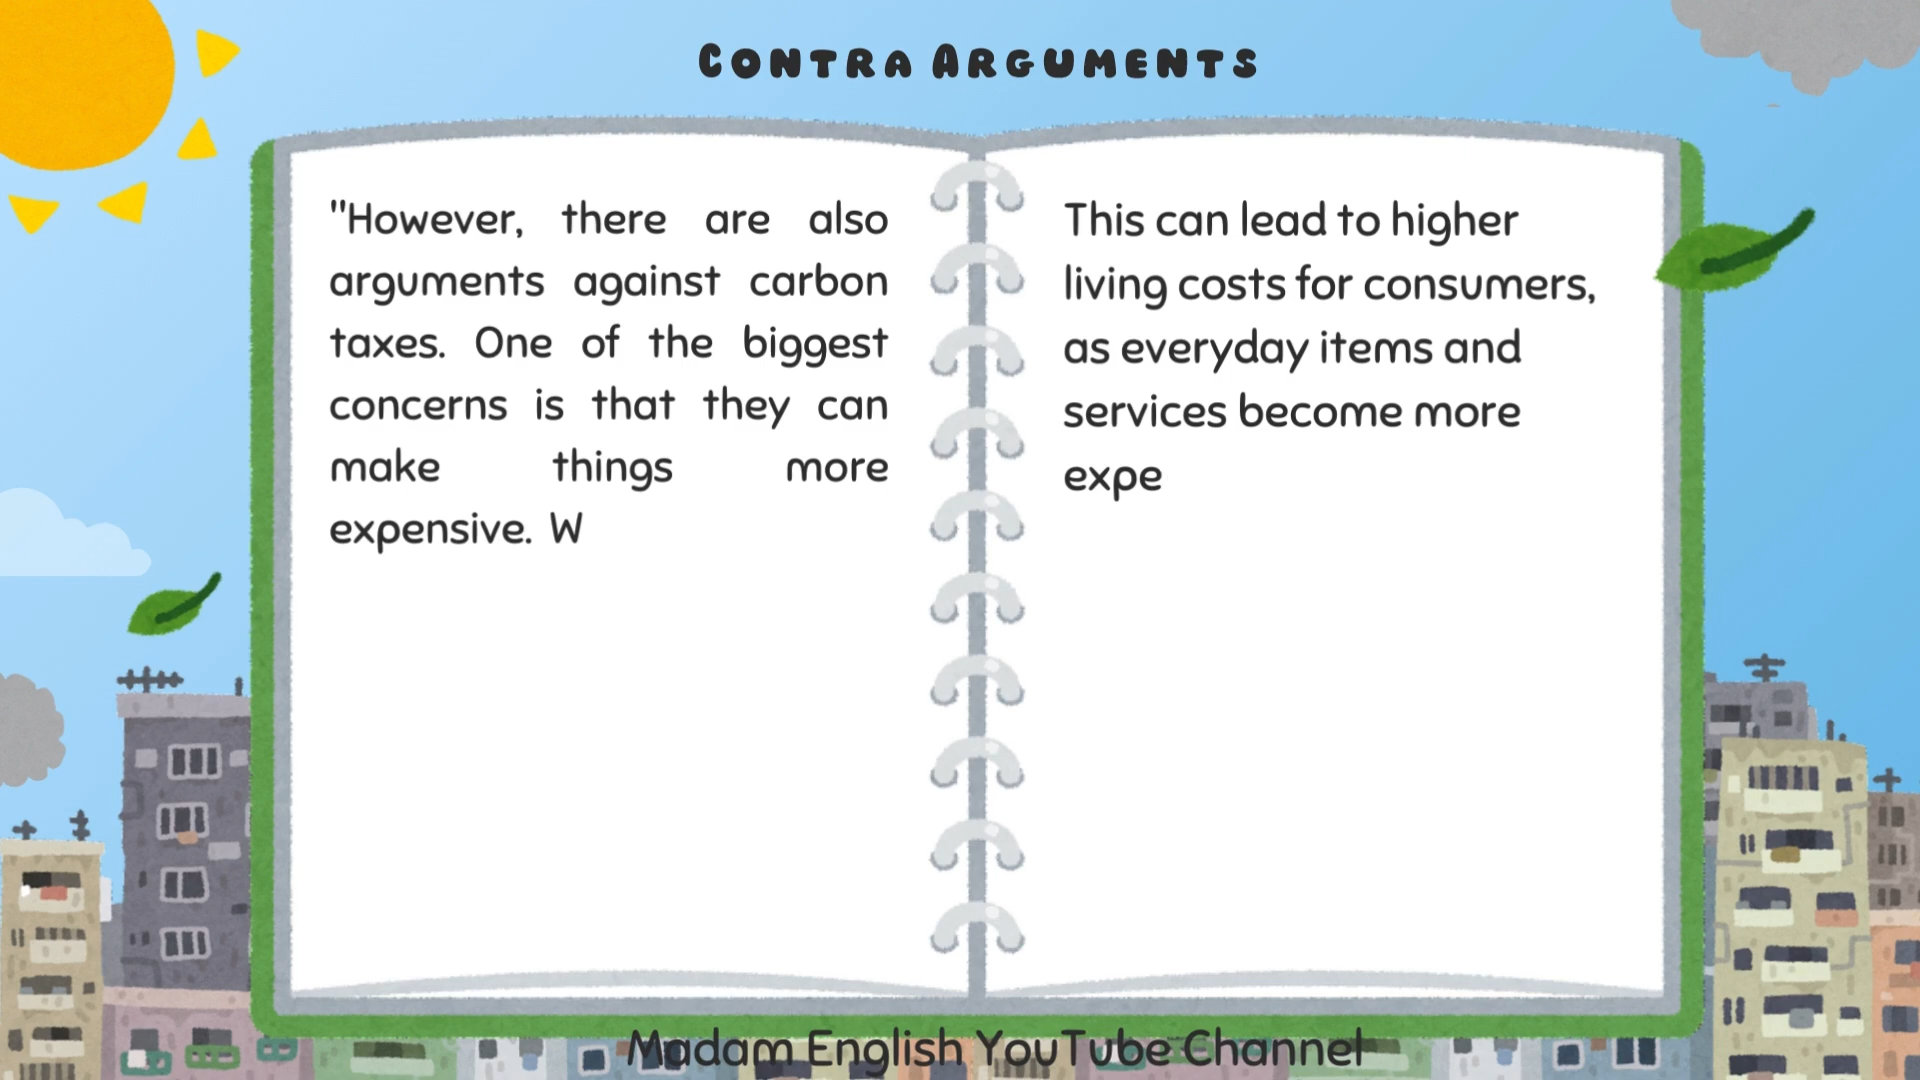 Contra Arguments
"However, there are also
arguments against carbon
taxes. One of the biggest
concerns is that they can
make things more
expensive. W
This can lead to higher
living costs for consumers,
as everyday items and
services become more
expe
Madam English YouTube Channel